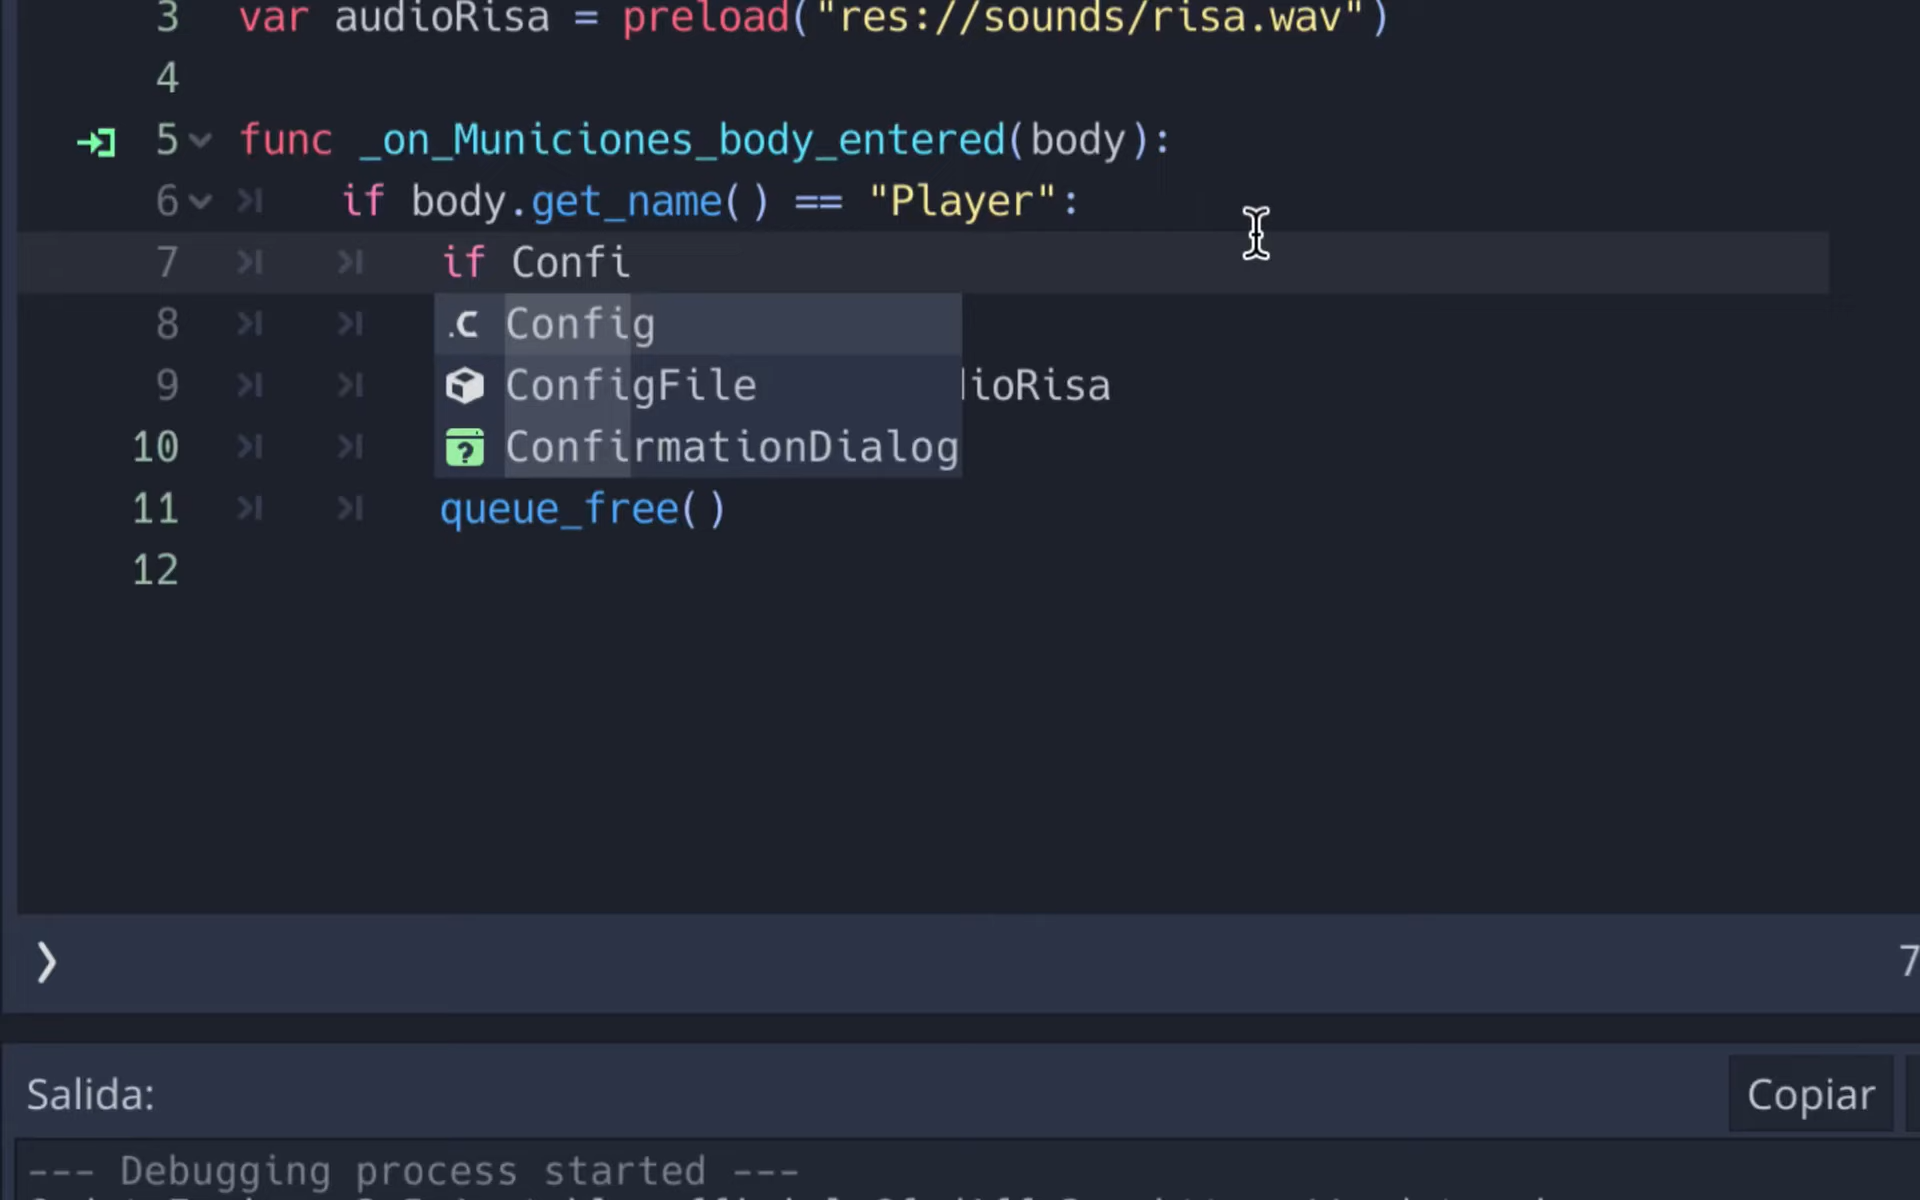 3 var audioRisa = preload("res://sounds/risa.wav")
4
5 func _on_Municiones_body_entered(body):
6 if body.get_name() == "Player":
7 if Confi
8 .C Config
9 ConfigFile ioRisa
10 ConfirmationDialog
11 queue_free()
12
7
Salida:
Copiar
--- Debugging process started ---